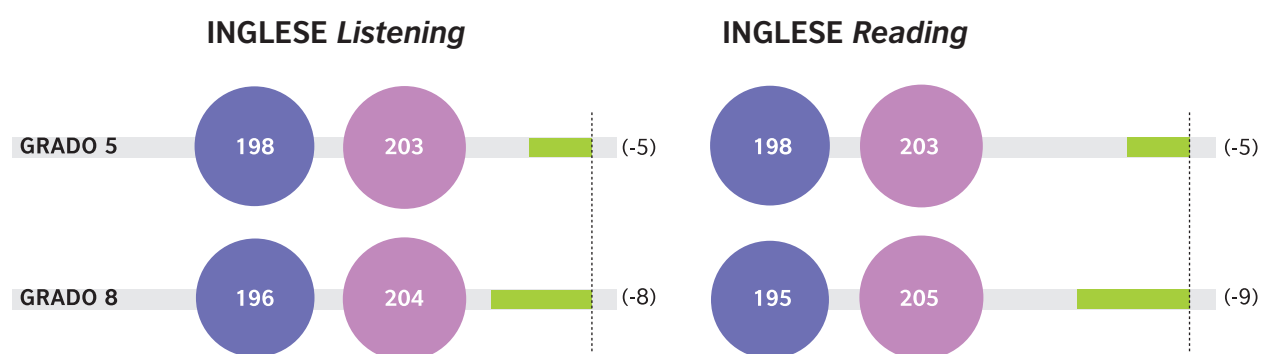 INGLESE Listening INGLESE Reading
GRADO 5 198 203 (-5) 198 203 (-5)
GRADO 8 196 204 (-8) 195 205 (-9)